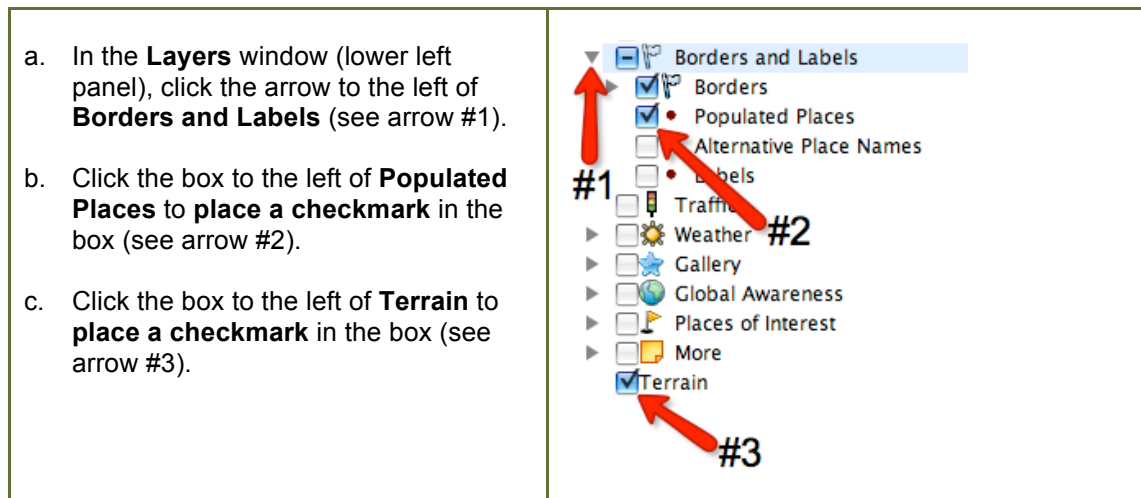 a. In the Layers window (lower left
panel), click the arrow to the left of
Borders and Labels (see arrow #1).
b. Click the box to the left of Populated
Places to place a checkmark in the
box (see arrow #2).
c. Click the box to the left of Terrain to
place a checkmark in the box (see
arrow #3).
Borders and Labels
Borders
Populated Places
Alternative Place Names
#1
Traffic
Weather
#2
Gallery
Global Awareness
Places of Interest
More
Terrain
#3